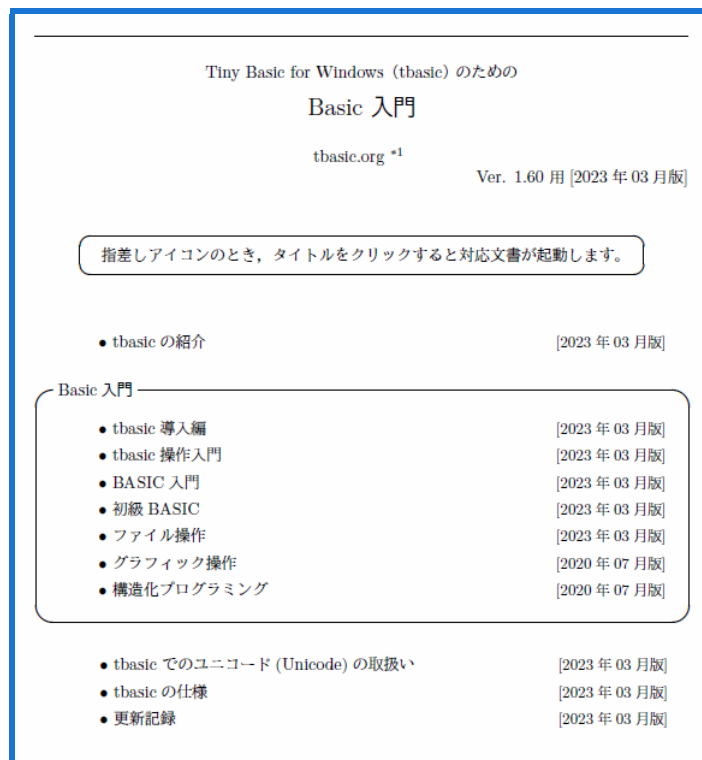 Tiny Basic for Windows (tbasic) のための
Basic 入門
tbasic.org *1
Ver. 1.60 用 [2023 年 03 月版]
指差しアイコンのとき，タイトルをクリックすると対応文書が起動します。
• tbasic の紹介 [2023 年 03 月版]
Basic 入門
• tbasic 導入編 [2023 年 03 月版]
• tbasic 操作入門 [2023 年 03 月版]
• BASIC 入門 [2023 年 03 月版]
• 初級 BASIC [2023 年 03 月版]
• ファイル操作 [2023 年 03 月版]
• グラフィック操作 [2020 年 07 月版]
• 構造化プログラミング [2020 年 07 月版]
• tbasic でのユニコード (Unicode) の取扱い [2023 年 03 月版]
• tbasic の仕様 [2023 年 03 月版]
• 更新記録 [2023 年 03 月版]